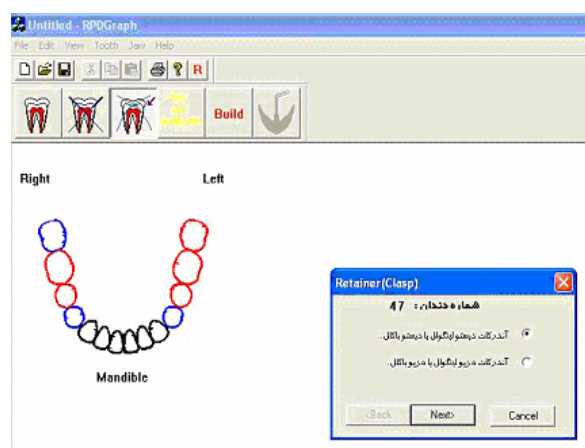 Untitled - RPDGraph
File Edit View Tooth Jaw Help
R
Build
Right
Left
Mandible
Retainer(Clasp)
شماره دندان: 47
آندرکات دیستولینگوال یا دیستوباکال.
آندرکات مزیولینگوال یا مزیوباکال.
<Back
Next>
Cancel